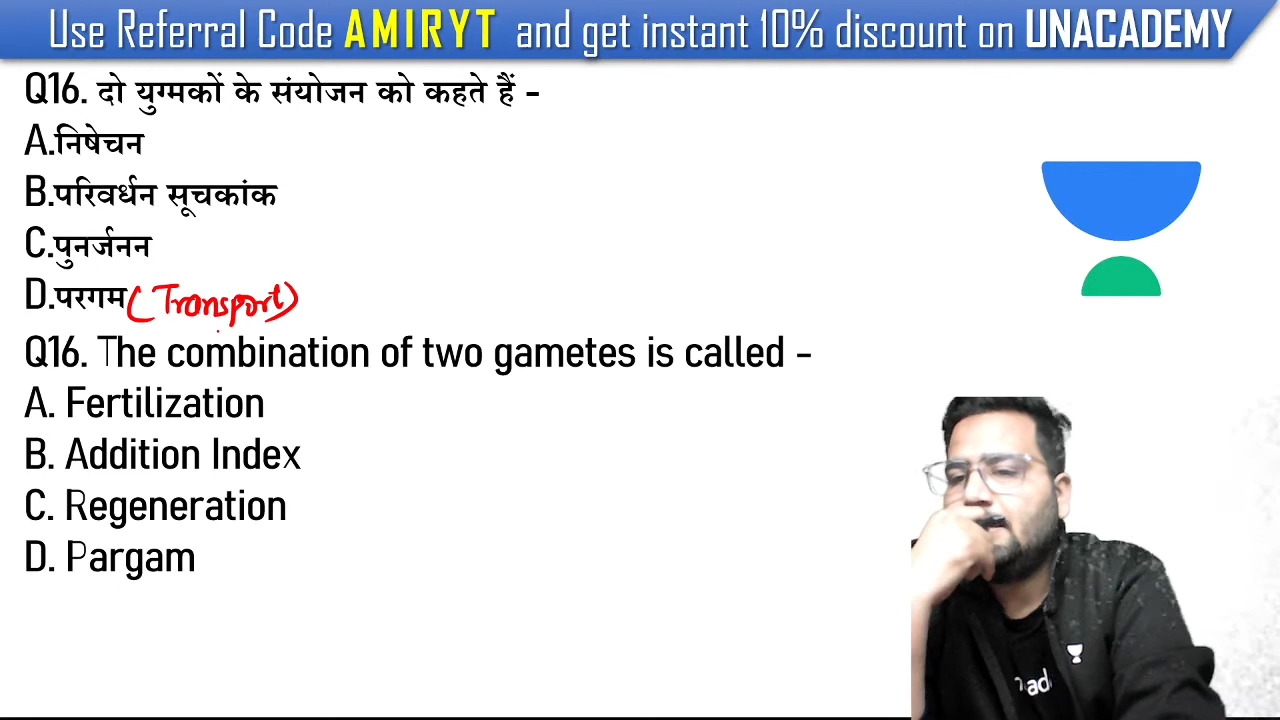 Use Referral Code AMIRYT and get instant 10% discount on UNACADEMY
Q16. दो युग्मकों के संयोजन को कहते हैं -
A.निषेचन
B.परिवर्धन सूचकांक
C.पुनर्जनन
D.परगम (Transport)
Q16. The combination of two gametes is called -
A. Fertilization
B. Addition Index
C. Regeneration
D. Pargam